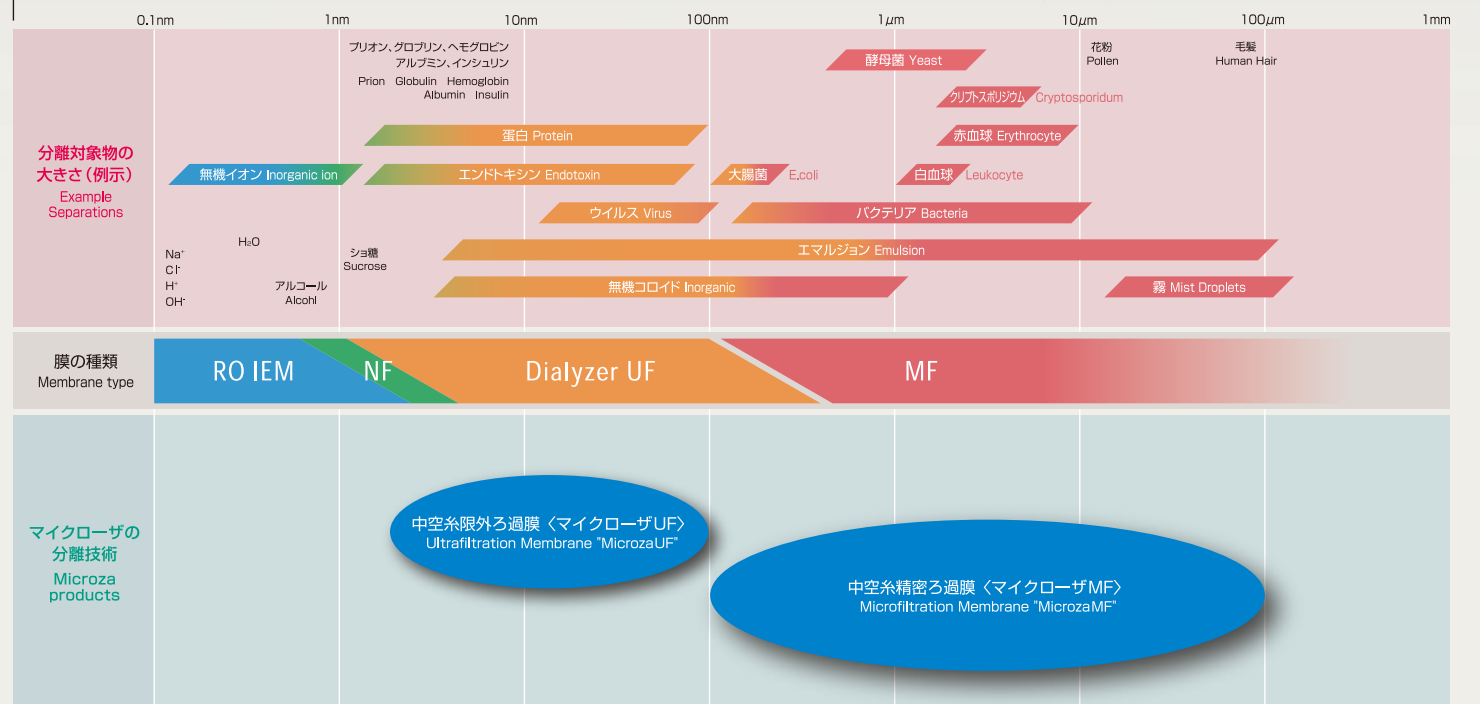 0.1nm 1nm 10nm 100nm 1μm 10μm 100μm 1mm
分離対象物の
大きさ(例示)
Example
Separations
プリオン、グロブリン、ヘモグロビン
アルブミン、インシュリン
Prion Globulin Hemoglobin
Albumin Insulin
酵母菌 Yeast
花粉
Pollen
毛髪
Human Hair
クリプトスポリジウム Cryptosporidum
蛋白 Protein
赤血球 Erythrocyte
無機イオン Inorganic ion
エンドトキシン Endotoxin
大腸菌 E.coli
白血球 Leukocyte
ウイルス Virus
バクテリア Bacteria
エマルジョン Emulsion
無機コロイド Inorganic
霧 Mist Droplets
Na⁺
Cl⁻
H⁺
OH⁻
H₂O
アルコール
Alcohl
ショ糖
Sucrose
膜の種類
Membrane type
RO IEM
NF
Dialyzer UF
MF
マイクローザの
分離技術
Microza
products
中空糸限外ろ過膜〈マイクローザUF〉
Ultrafiltration Membrane "MicrozaUF"
中空糸精密ろ過膜〈マイクローザMF〉
Microfiltration Membrane "MicrozaMF"